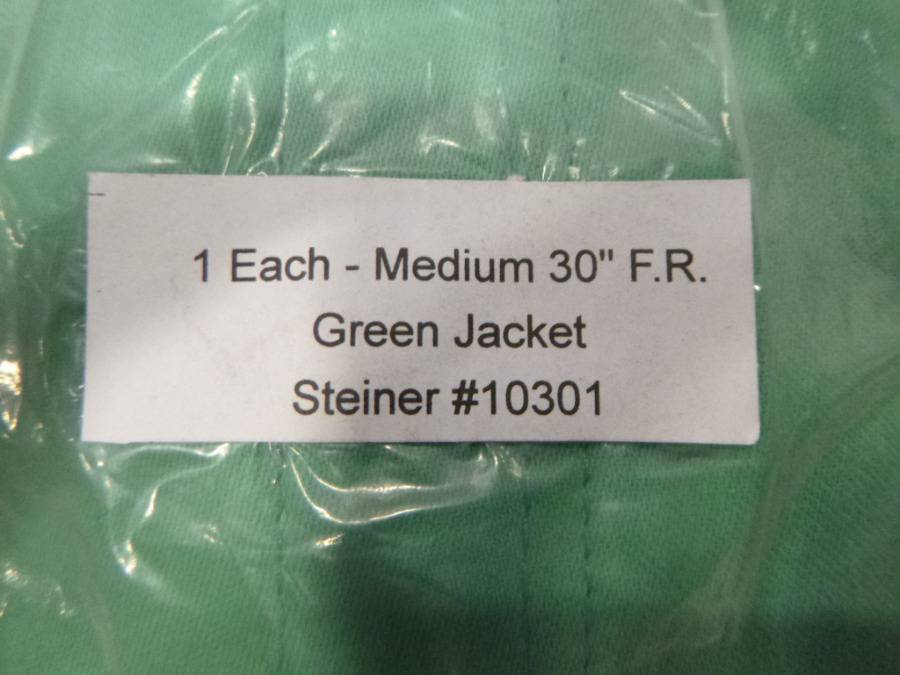 1 Each - Medium 30" F.R.
Green Jacket
Steiner #10301